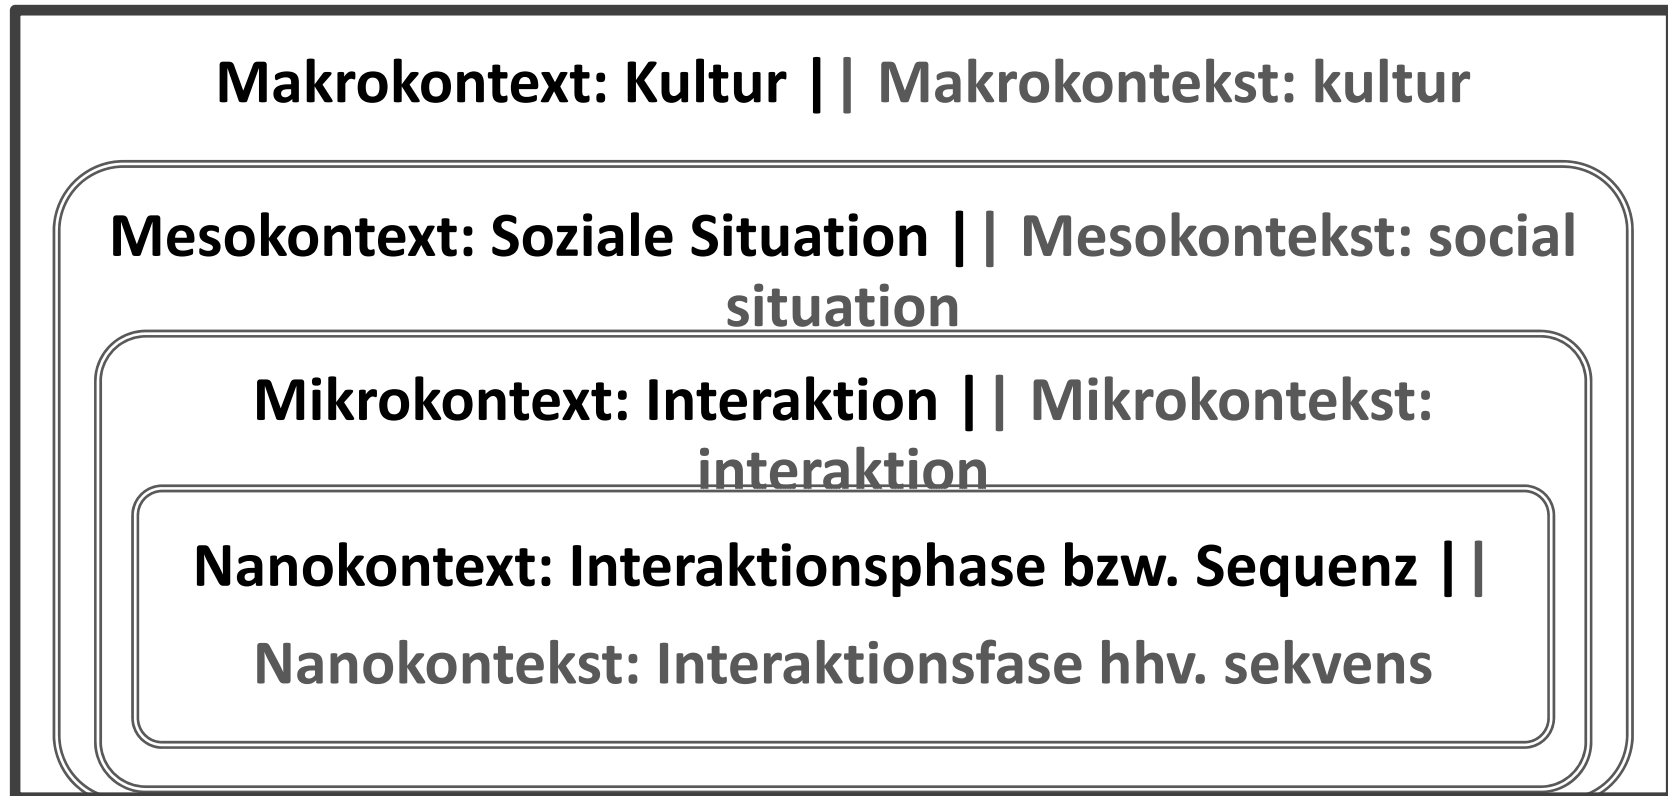 Makrokontext: Kultur || Makrokontekst: kultur
Mesokontext: Soziale Situation || Mesokontekst: social
situation
Mikrokontext: Interaktion || Mikrokontekst:
interaktion
Nanokontext: Interaktionsphase bzw. Sequenz ||
Nanokontekst: Interaktionsfase hhv. sekvens